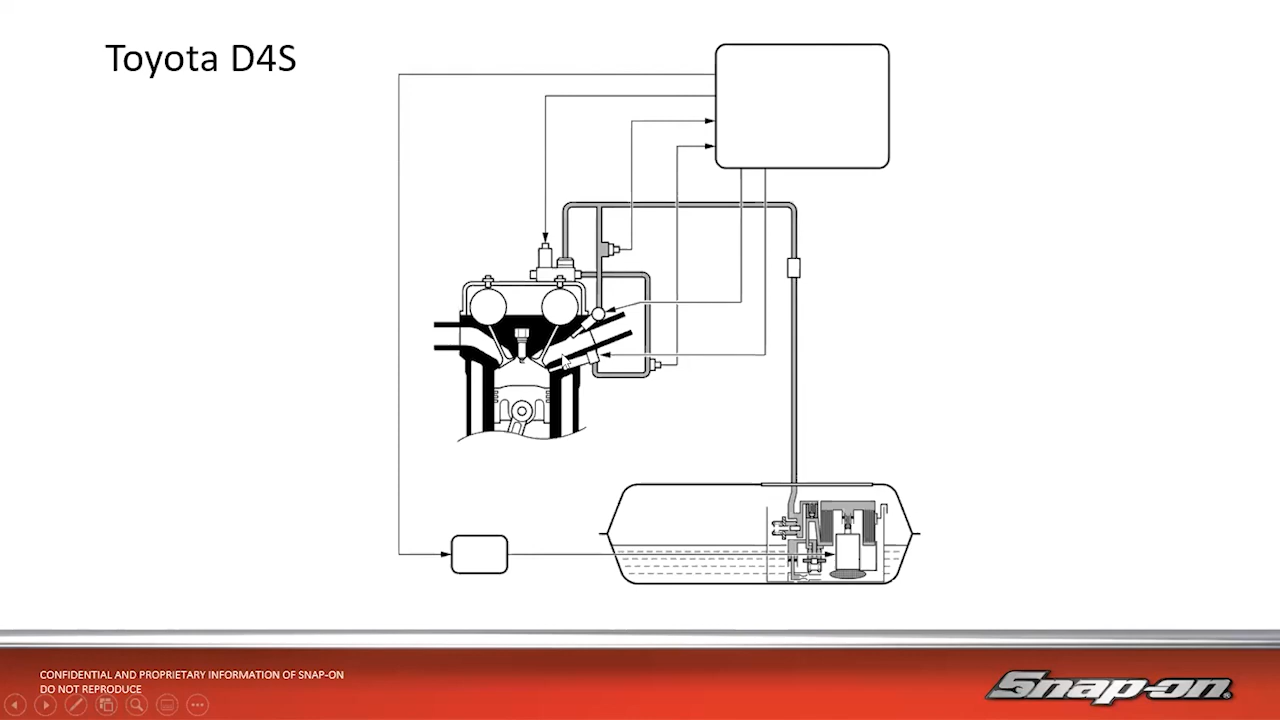 Toyota D4S
CONFIDENTIAL AND PROPRIETARY INFORMATION OF SNAP-ON
DO NOT REPRODUCE
Snap-on